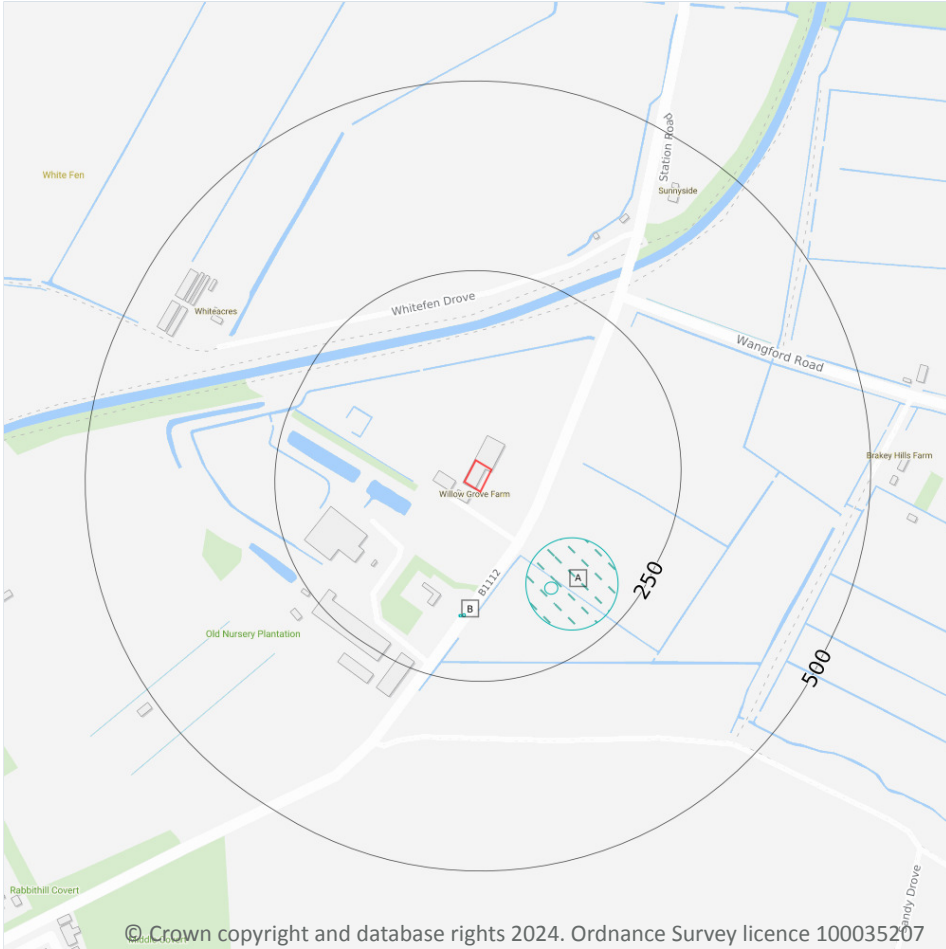 Station Road
White Fen
Sunnyside
Whitefen Drove
Whiteacres
Wangford Road
Brakey Hills Farm
Willow Grove Farm
A
250
B1112
B
Old Nursery Plantation
500
Rabbithill Covert
Sandy Drove
© Crown copyright and database rights 2024. Ordnance Survey licence 100035207